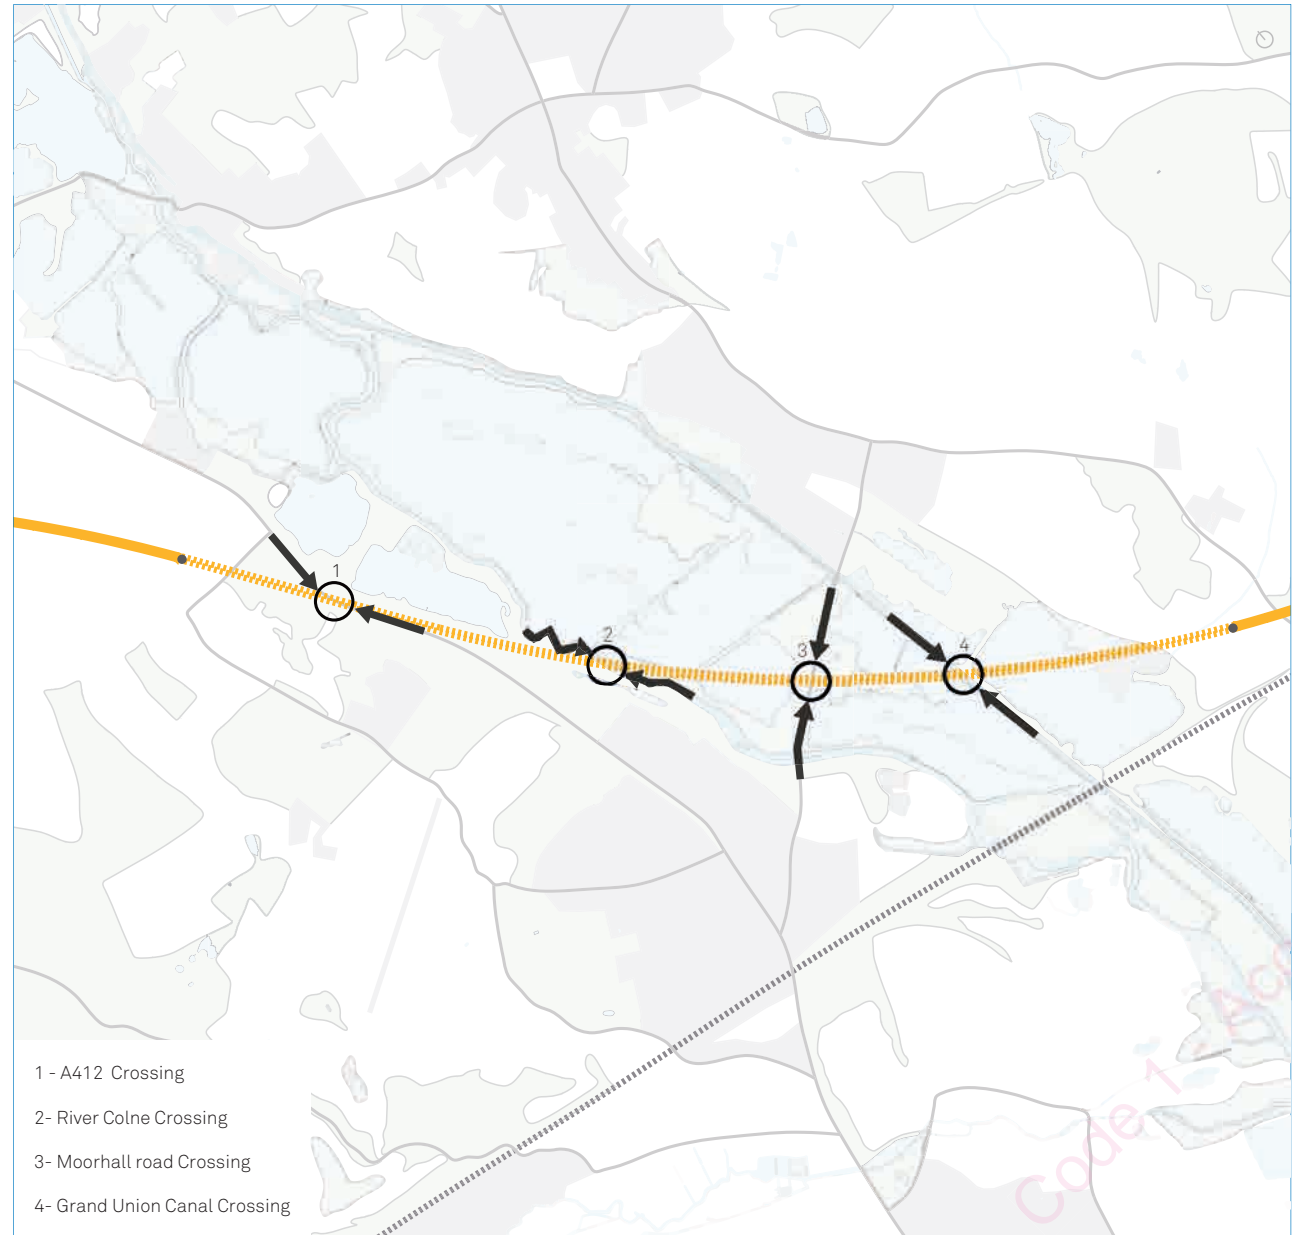 1
2
3
4
1 - A412 Crossing
2- River Colne Crossing
3- Moorhall road Crossing
4- Grand Union Canal Crossing
Code 1 - Acc